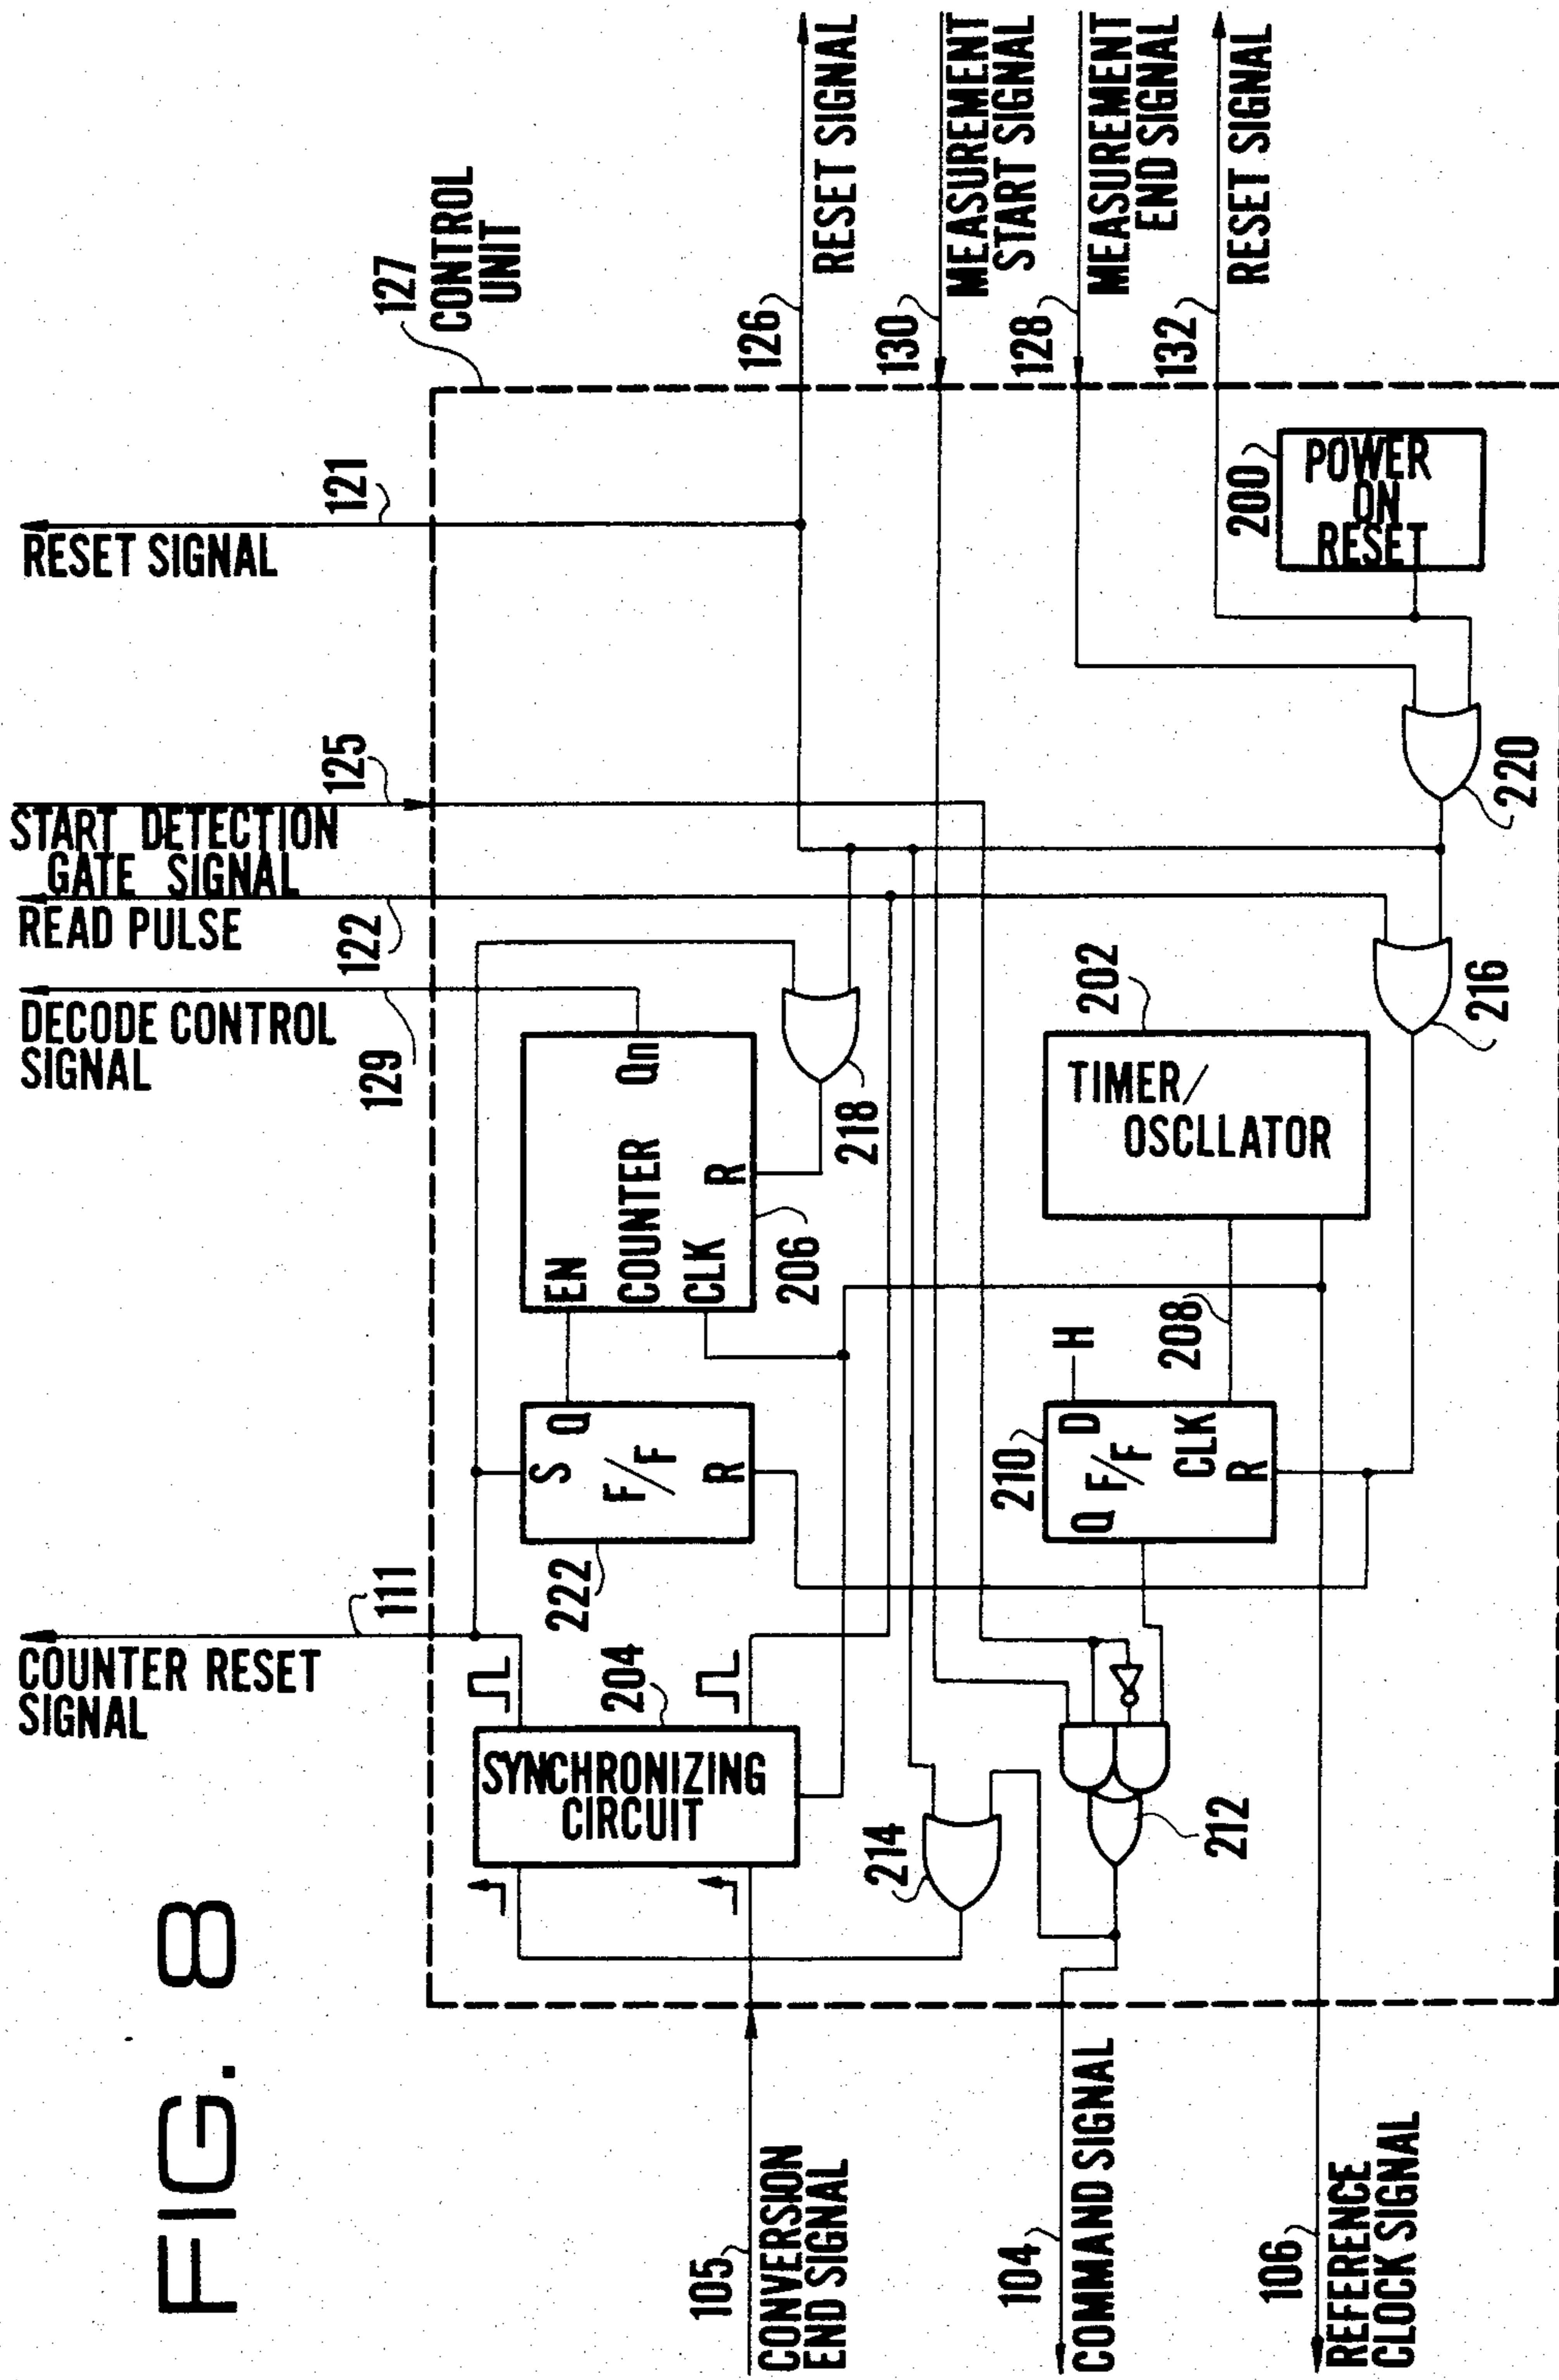 FIG. 8
COUNTER RESET
SIGNAL
111
DECODE CONTROL
SIGNAL
129
READ PULSE
122
START DETECTION
GATE SIGNAL
125
RESET SIGNAL
121
127
CONTROL
UNIT
105
CONVERSION
END SIGNAL
SYNCHRONIZING
CIRCUIT
204
S Q
F/F
R
222
EN
COUNTER
CLK
R
Qn
206
218
126
RESET SIGNAL
130
MEASUREMENT
START SIGNAL
128
MEASUREMENT
END SIGNAL
132
RESET SIGNAL
214
212
104
COMMAND SIGNAL
210
Q D
F/F
CLK
R
H
208
TIMER/
OSCLLATOR
202
216
220
200
POWER
ON
RESET
106
REFERENCE
CLOCK SIGNAL